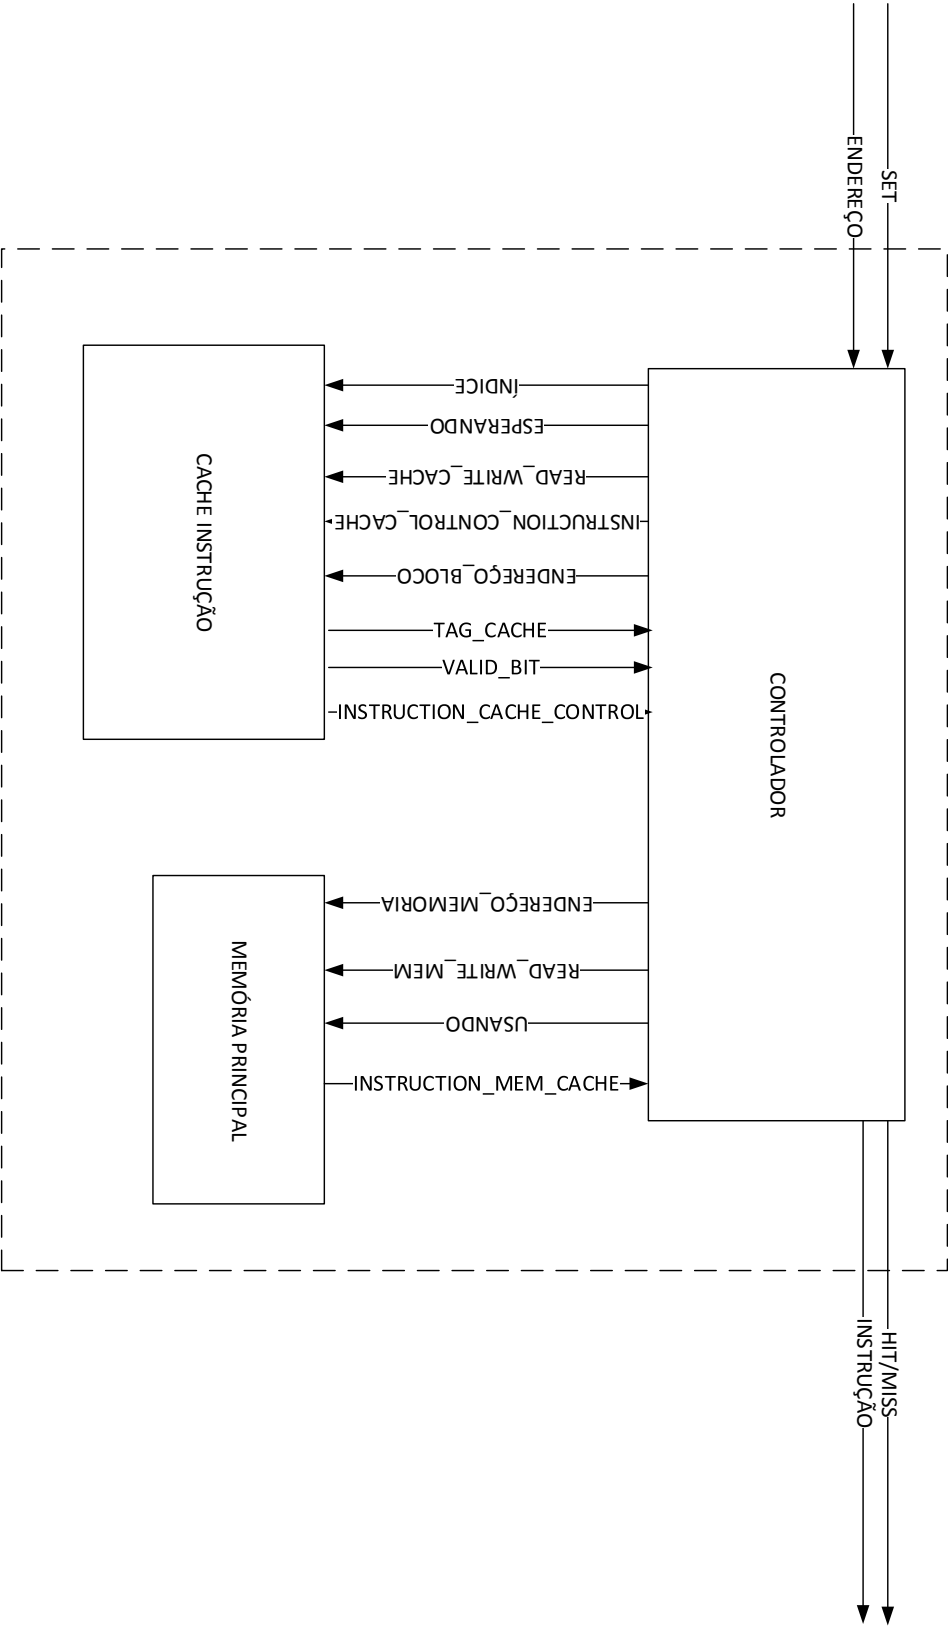 SET
ENDEREÇO
CONTROLADOR
ÍNDICE
ESPERANDO
READ_WRITE_CACHE
INSTRUCTION_CONTROL_CACHE
ENDEREÇO_BLOCO
TAG_CACHE
VALID_BIT
INSTRUCTION_CACHE_CONTROL
ENDEREÇO_MEMORIA
READ_WRITE_MEM
USANDO
INSTRUCTION_MEM_CACHE
CACHE INSTRUÇÃO
MEMÓRIA PRINCIPAL
HIT/MISS
INSTRUÇÃO